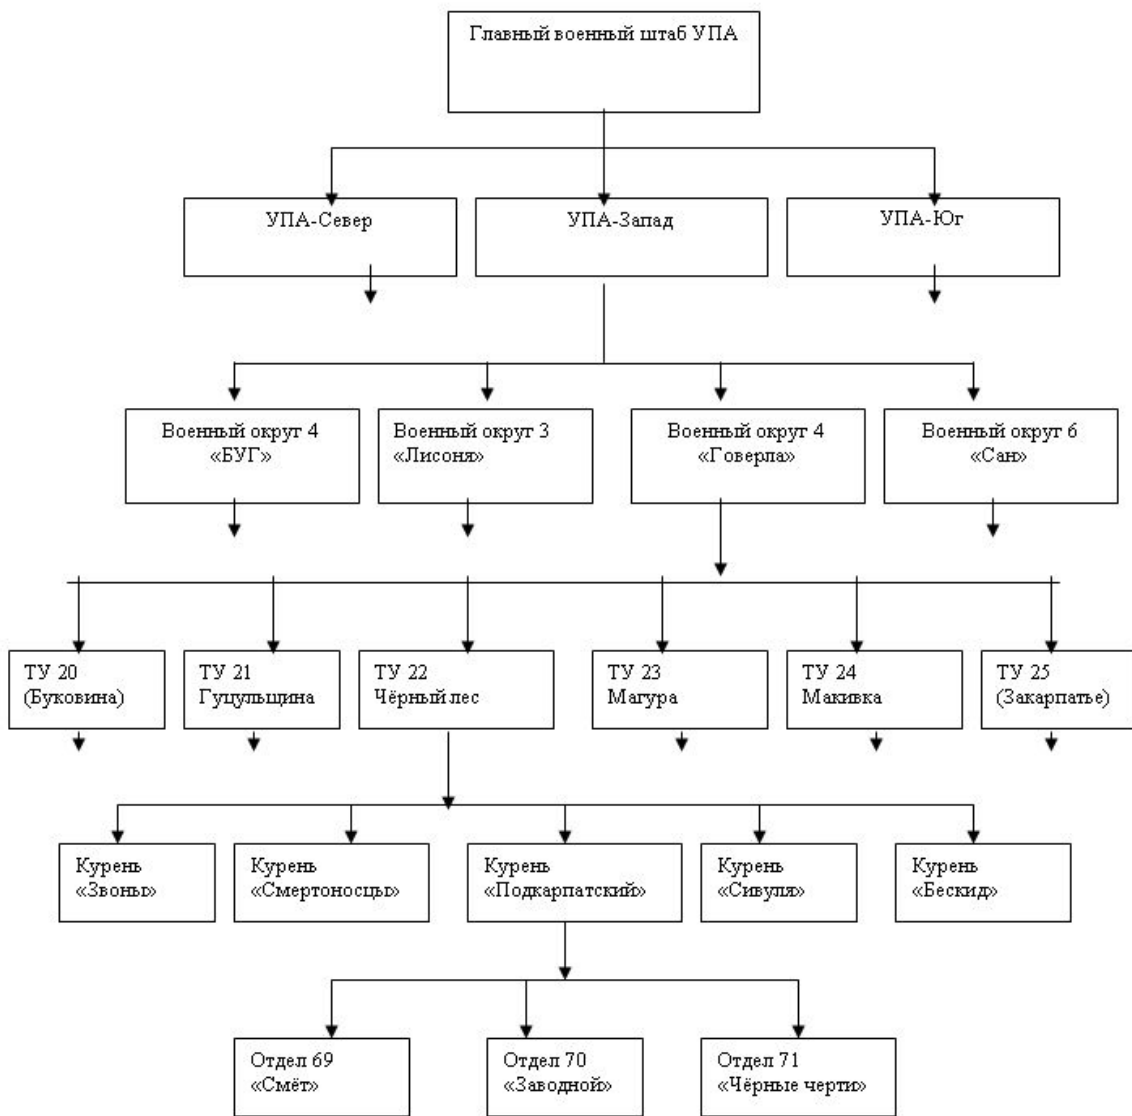 Главный военный штаб УПА
УПА-Север
УПА-Запад
УПА-Юг
Военный округ 4
«БУГ»
Военный округ 3
«Лисоня»
Военный округ 4
«Говерла»
Военный округ 6
«Сан»
ТУ 20
(Буковина)
ТУ 21
Гуцульщина
ТУ 22
Чёрный лес
ТУ 23
Магура
ТУ 24
Макивка
ТУ 25
(Закарпатье)
Курень
«Звоны»
Курень
«Смертоносцы»
Курень
«Подкарпатский»
Курень
«Сивуля»
Курень
«Бескид»
Отдел 69
«Смёт»
Отдел 70
«Заводной»
Отдел 71
«Чёрные черти»